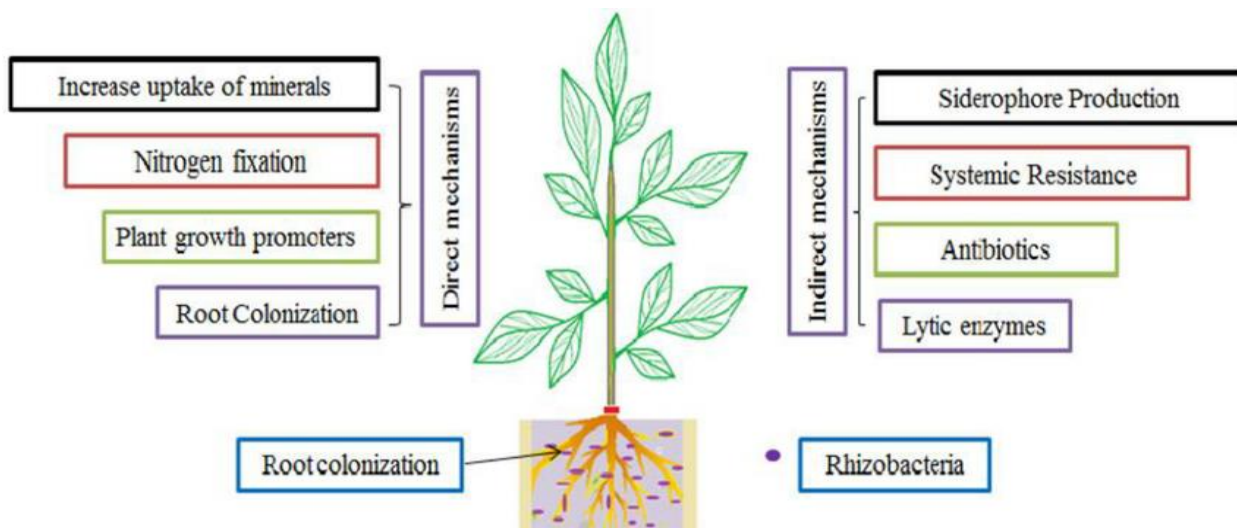 Increase uptake of minerals
Nitrogen fixation
Plant growth promoters
Root Colonization
Direct mechanisms
Indirect mechanisms
Siderophore Production
Systemic Resistance
Antibiotics
Lytic enzymes
Root colonization
Rhizobacteria